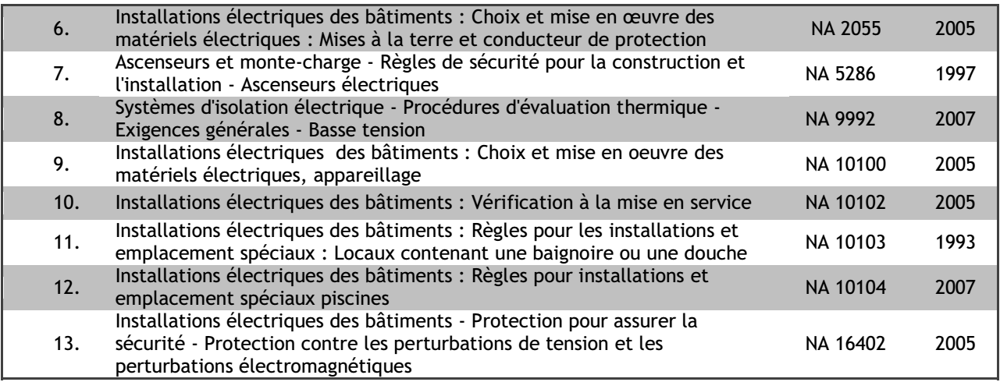 6. Installations électriques des bâtiments : Choix et mise en œuvre des
matériels électriques : Mises à la terre et conducteur de protection NA 2055 2005
7. Ascenseurs et monte-charge - Règles de sécurité pour la construction et
l'installation - Ascenseurs électriques NA 5286 1997
8. Systèmes d'isolation électrique - Procédures d'évaluation thermique -
Exigences générales - Basse tension NA 9992 2007
9. Installations électriques des bâtiments : Choix et mise en oeuvre des
matériels électriques, appareillage NA 10100 2005
10. Installations électriques des bâtiments : Vérification à la mise en service NA 10102 2005
11. Installations électriques des bâtiments : Règles pour les installations et
emplacement spéciaux : Locaux contenant une baignoire ou une douche NA 10103 1993
12. Installations électriques des bâtiments : Règles pour installations et
emplacement spéciaux piscines NA 10104 2007
13. Installations électriques des bâtiments - Protection pour assurer la
sécurité - Protection contre les perturbations de tension et les
perturbations électromagnétiques NA 16402 2005